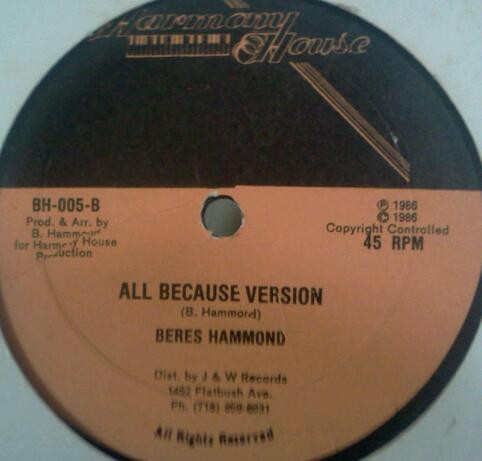 Harmony
House
BH-005-B
Prod. & Arr. by
B. Hammond
for Harmony House
Production
℗ 1986
© 1986
Copyright Controlled
45 RPM
ALL BECAUSE VERSION
(B. Hammond)
BERES HAMMOND
Dist. by J & W Records
1452 Flatbush Ave.
Ph. (718)
All Rights Reserved